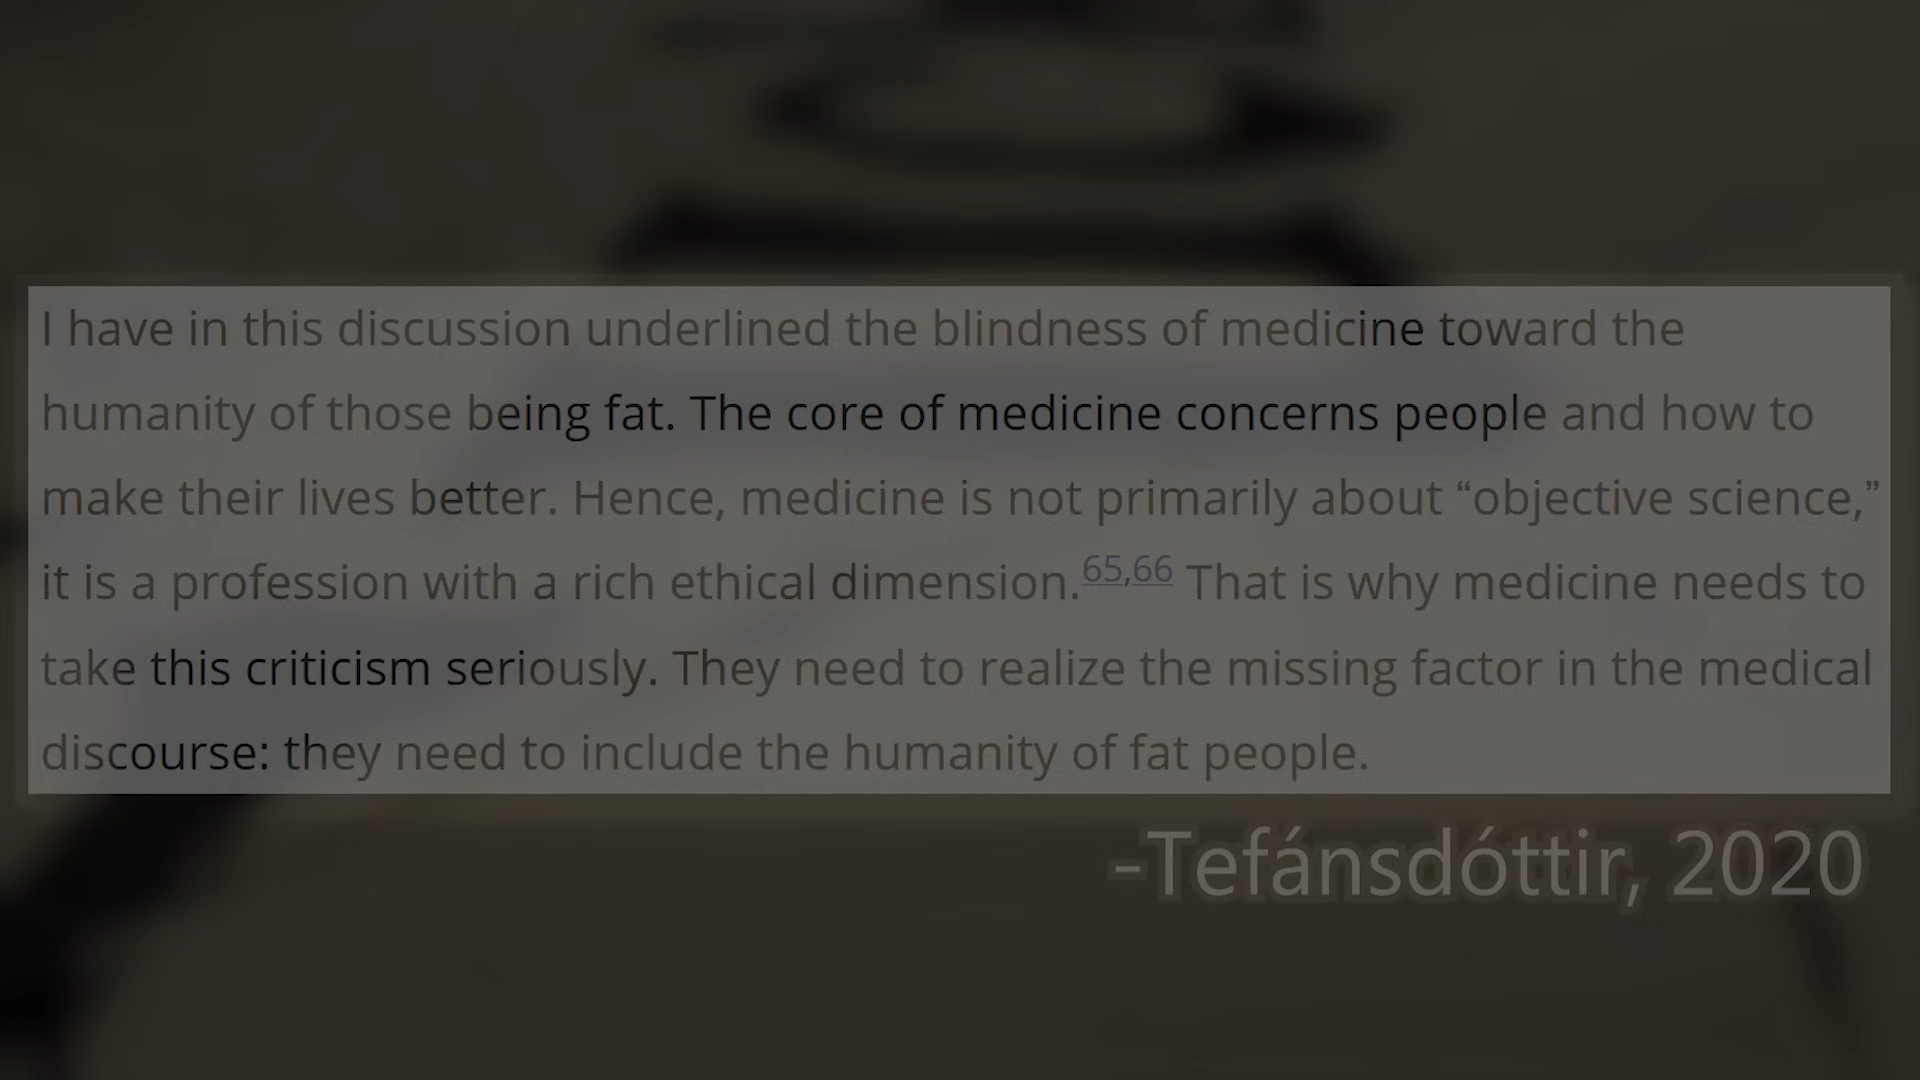 I have in this discussion underlined the blindness of medicine toward the
humanity of those being fat. The core of medicine concerns people and how to
make their lives better. Hence, medicine is not primarily about “objective science,”
it is a profession with a rich ethical dimension.65,66 That is why medicine needs to
take this criticism seriously. They need to realize the missing factor in the medical
discourse: they need to include the humanity of fat people.
-Tefánsdóttir, 2020